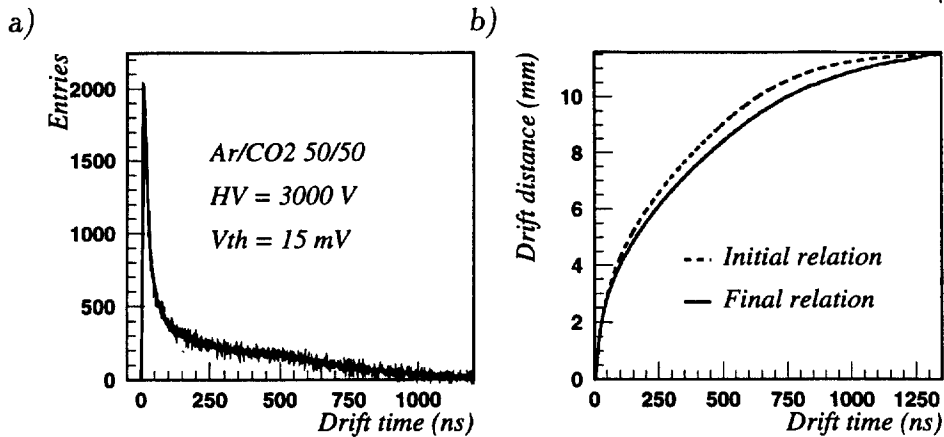 a)
Entries
2000
1500
1000
500
0
Ar/CO2 50/50
HV = 3000 V
Vth = 15 mV
0 250 500 750 1000
Drift time (ns)
b)
Drift distance (mm)
10
8
6
4
2
0
Initial relation
Final relation
0 250 500 750 1000 1250
Drift time (ns)